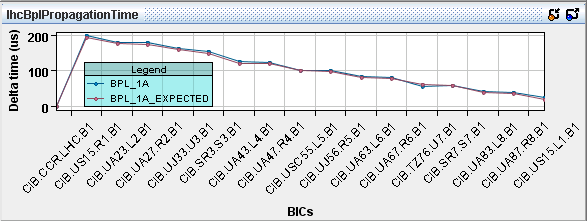 lhcBplPropagationTime
Delta time (us)
200
100
0
Legend
BPL_1A
BPL_1A_EXPECTED
CIB.CCR.LHC.B1
CIB.US15.R1.B1
CIB.UA23.L2.B1
CIB.UA27.R2.B1
CIB.UJ33.U3.B1
CIB.SR3.S3.B1
CIB.UA43.L4.B1
CIB.UA47.R4.B1
CIB.USC55.L5.B1
CIB.UJ56.R5.B1
CIB.UA63.L6.B1
CIB.UA67.R6.B1
CIB.TZ76.U7.B1
CIB.SR7.S7.B1
CIB.UA83.L8.B1
CIB.UA87.R8.B1
CIB.US15.L1.B1
BICs